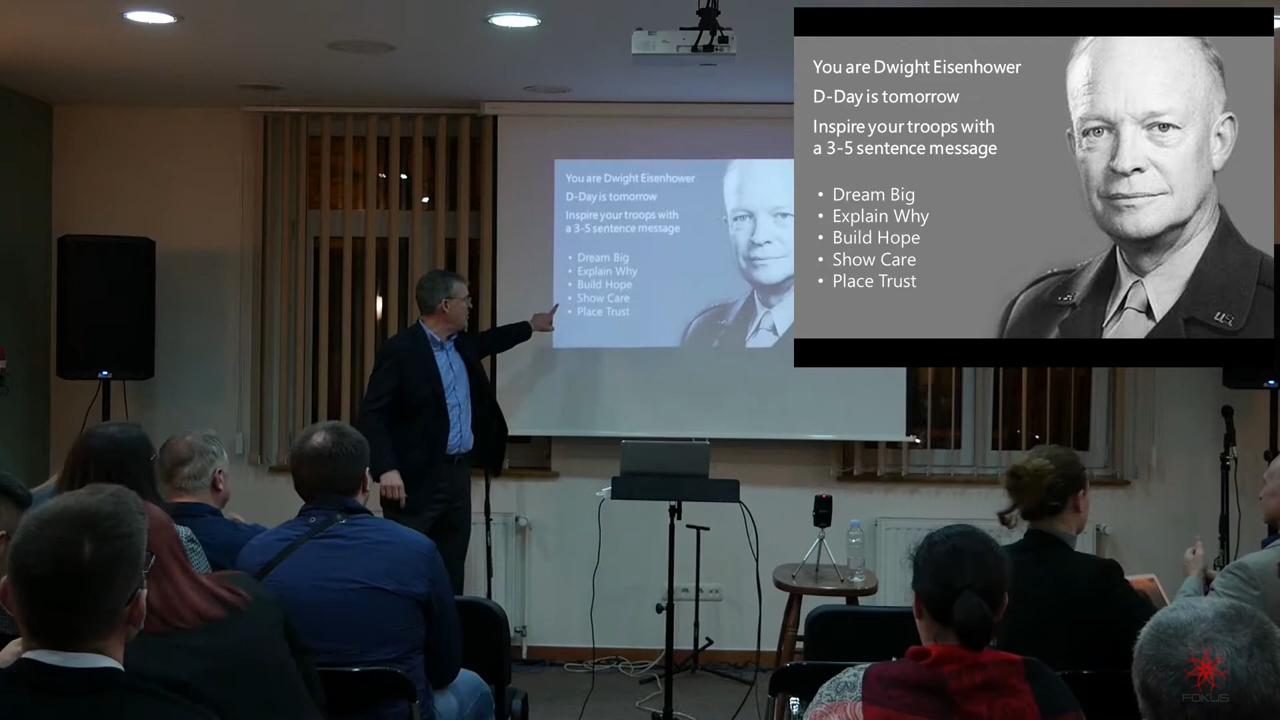 You are Dwight Eisenhower
D-Day is tomorrow
Inspire your troops with
a 3-5 sentence message
• Dream Big
• Explain Why
• Build Hope
• Show Care
• Place Trust
You are Dwight Eisenhower
D-Day is tomorrow
Inspire your troops with
a 3-5 sentence message
• Dream Big
• Explain Why
• Build Hope
• Show Care
• Place Trust
U.S.
FOKUS